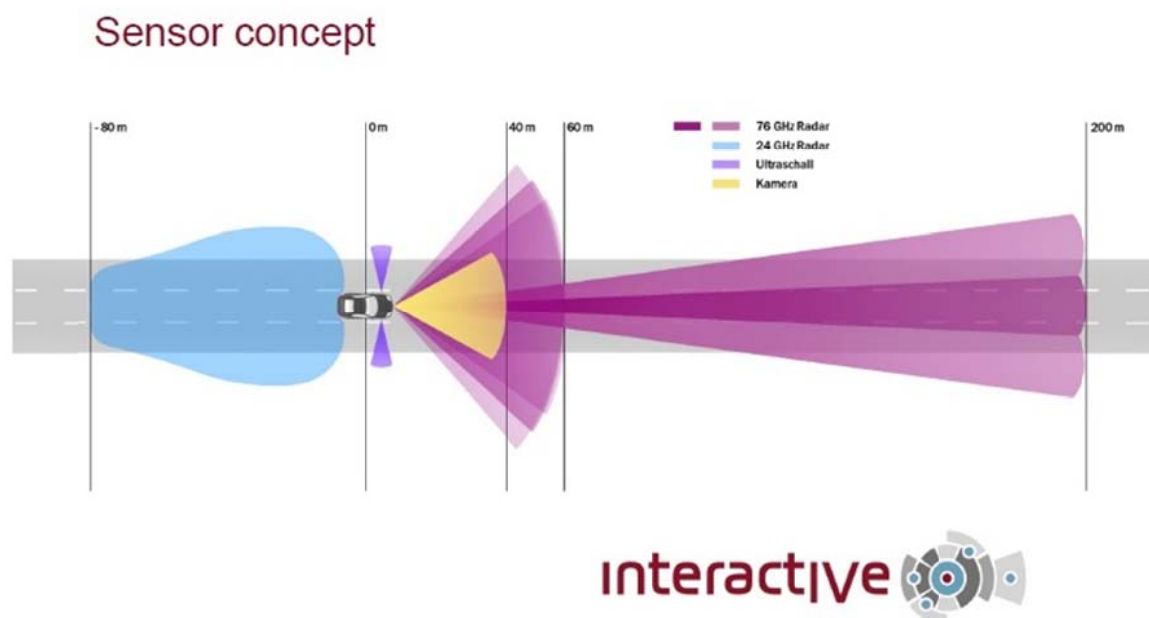 Sensor concept
- 80 m
0 m
40 m
60 m
200 m
76 GHz Radar
24 GHz Radar
Ultraschall
Kamera
interactIVe